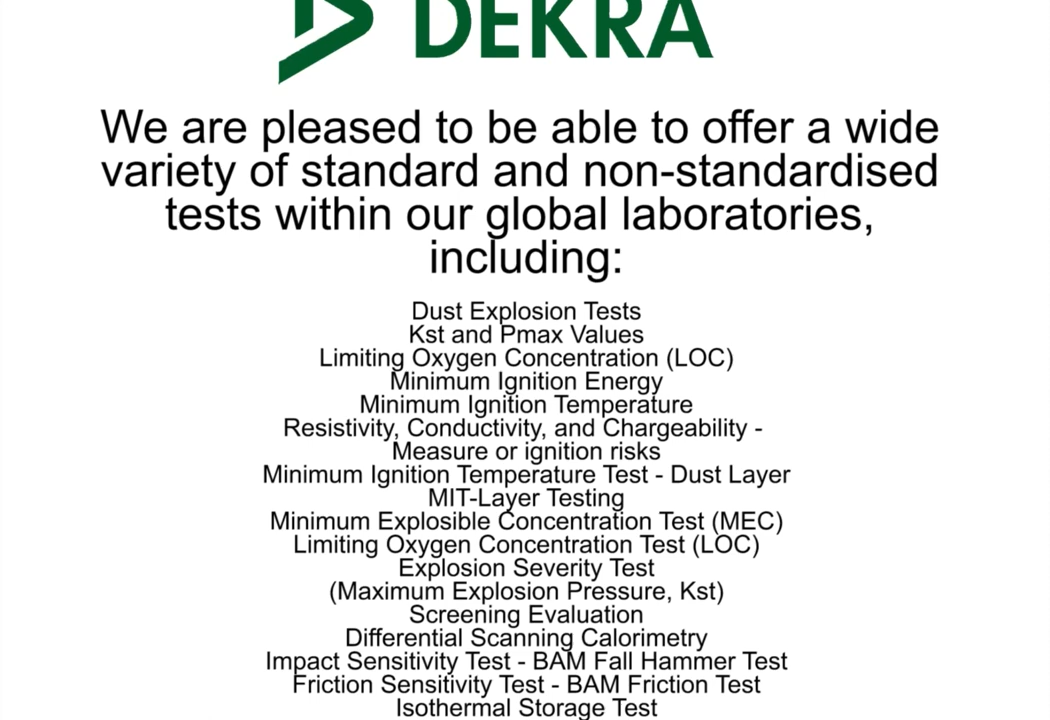 DEKRA
We are pleased to be able to offer a wide
variety of standard and non-standardised
tests within our global laboratories,
including:
Dust Explosion Tests
Kst and Pmax Values
Limiting Oxygen Concentration (LOC)
Minimum Ignition Energy
Minimum Ignition Temperature
Resistivity, Conductivity, and Chargeability -
Measure or ignition risks
Minimum Ignition Temperature Test - Dust Layer
MIT-Layer Testing
Minimum Explosible Concentration Test (MEC)
Limiting Oxygen Concentration Test (LOC)
Explosion Severity Test
(Maximum Explosion Pressure, Kst)
Screening Evaluation
Differential Scanning Calorimetry
Impact Sensitivity Test - BAM Fall Hammer Test
Friction Sensitivity Test - BAM Friction Test
Isothermal Storage Test